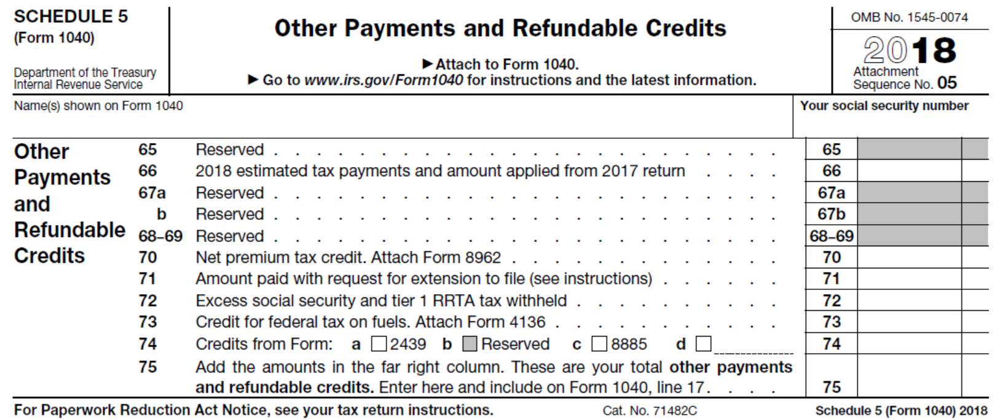 SCHEDULE 5
(Form 1040)
Department of the Treasury
Internal Revenue Service
Other Payments and Refundable Credits
▶ Attach to Form 1040.
▶ Go to www.irs.gov/Form1040 for instructions and the latest information.
OMB No. 1545-0074
2018
Attachment
Sequence No. 05
Name(s) shown on Form 1040
Your social security number
Other
Payments
and
Refundable
Credits
65 Reserved . . . . . . . . . . . . . . . . . . . . . . . . 65
66 2018 estimated tax payments and amount applied from 2017 return . . . . 66
67a Reserved . . . . . . . . . . . . . . . . . . . . . . . . 67a
b Reserved . . . . . . . . . . . . . . . . . . . . . . . . 67b
68–69 Reserved . . . . . . . . . . . . . . . . . . . . . . . . 68–69
70 Net premium tax credit. Attach Form 8962 . . . . . . . . . . . . . 70
71 Amount paid with request for extension to file (see instructions) . . . . . . 71
72 Excess social security and tier 1 RRTA tax withheld . . . . . . . . . . 72
73 Credit for federal tax on fuels. Attach Form 4136 . . . . . . . . . . . 73
74 Credits from Form: a 2439 b Reserved c 8885 d 74
75 Add the amounts in the far right column. These are your total other payments
and refundable credits. Enter here and include on Form 1040, line 17 . . . . 75
For Paperwork Reduction Act Notice, see your tax return instructions.
Cat. No. 71482C
Schedule 5 (Form 1040) 2018